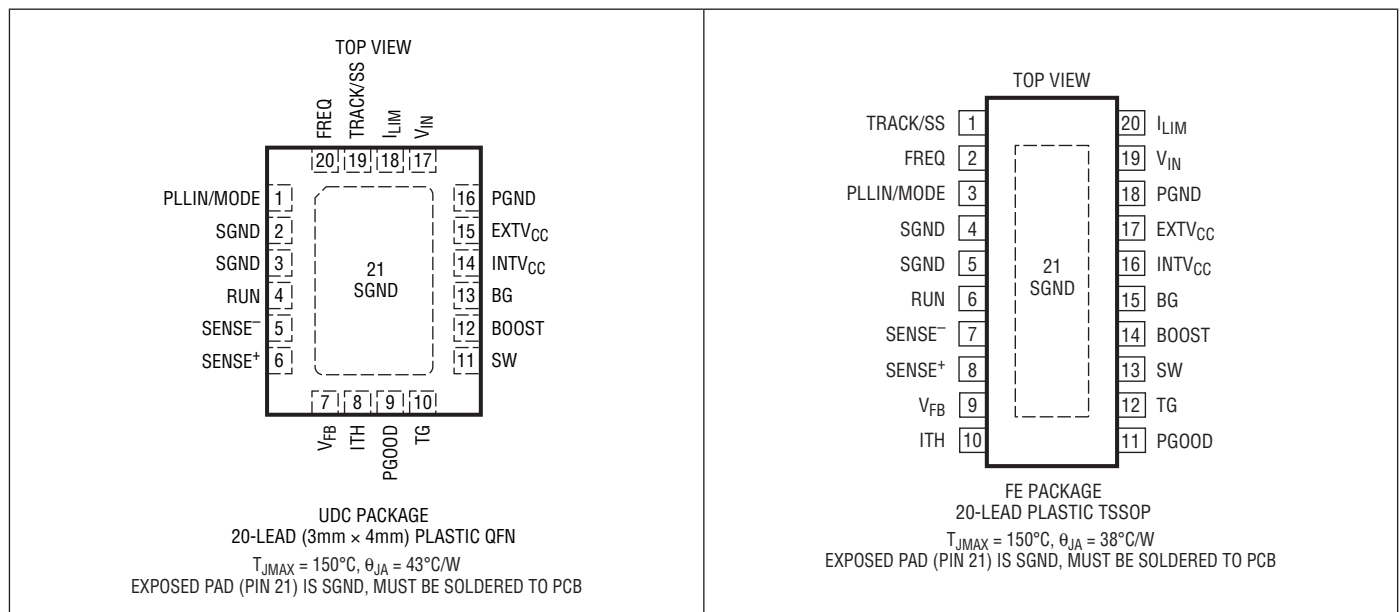 TOP VIEW
FREQ
TRACK/SS
ILIM
VIN
20 19 18 17
PLLIN/MODE 1
SGND 2
SGND 3
RUN 4
SENSE– 5
SENSE+ 6
21
SGND
16 PGND
15 EXTVCC
14 INTVCC
13 BG
12 BOOST
11 SW
7 8 9 10
VFB
ITH
PGOOD
TG
UDC PACKAGE
20-LEAD (3mm × 4mm) PLASTIC QFN
TJMAX = 150°C, θJA = 43°C/W
EXPOSED PAD (PIN 21) IS SGND, MUST BE SOLDERED TO PCB
TOP VIEW
TRACK/SS 1
FREQ 2
PLLIN/MODE 3
SGND 4
SGND 5
RUN 6
SENSE– 7
SENSE+ 8
VFB 9
ITH 10
21
SGND
20 ILIM
19 VIN
18 PGND
17 EXTVCC
16 INTVCC
15 BG
14 BOOST
13 SW
12 TG
11 PGOOD
FE PACKAGE
20-LEAD PLASTIC TSSOP
TJMAX = 150°C, θJA = 38°C/W
EXPOSED PAD (PIN 21) IS SGND, MUST BE SOLDERED TO PCB